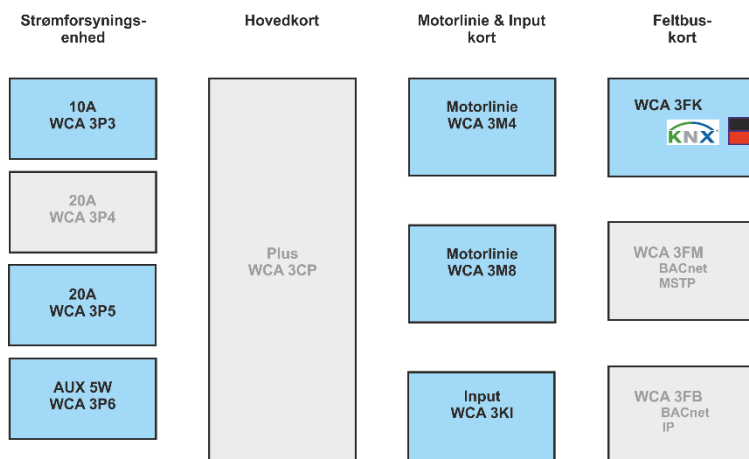 Strømforsynings-
enhed
Hovedkort
Motorlinie & Input
kort
Feltbus-
kort
10A
WCA 3P3
20A
WCA 3P4
20A
WCA 3P5
AUX 5W
WCA 3P6
Plus
WCA 3CP
Motorlinie
WCA 3M4
Motorlinie
WCA 3M8
Input
WCA 3KI
WCA 3FK
KNX
WCA 3FM
BACnet
MSTP
WCA 3FB
BACnet
IP